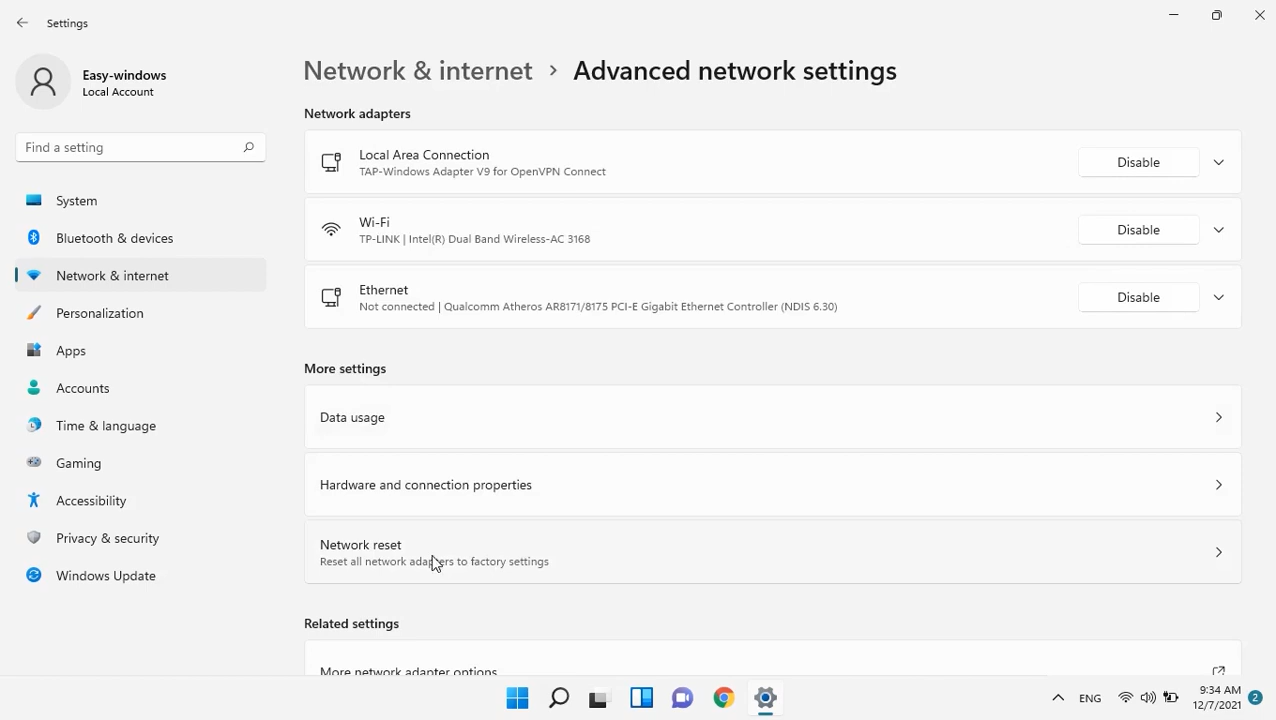 Settings
Easy-windows
Local Account
Find a setting
System
Bluetooth & devices
Network & internet
Personalization
Apps
Accounts
Time & language
Gaming
Accessibility
Privacy & security
Windows Update
Network & internet › Advanced network settings
Network adapters
Local Area Connection
TAP-Windows Adapter V9 for OpenVPN Connect
Disable
Wi-Fi
TP-LINK | Intel(R) Dual Band Wireless-AC 3168
Disable
Ethernet
Not connected | Qualcomm Atheros AR8171/8175 PCI-E Gigabit Ethernet Controller (NDIS 6.30)
Disable
More settings
Data usage
Hardware and connection properties
Network reset
Reset all network adapters to factory settings
Related settings
More network adapter options
ENG
9:34 AM
12/7/2021
2